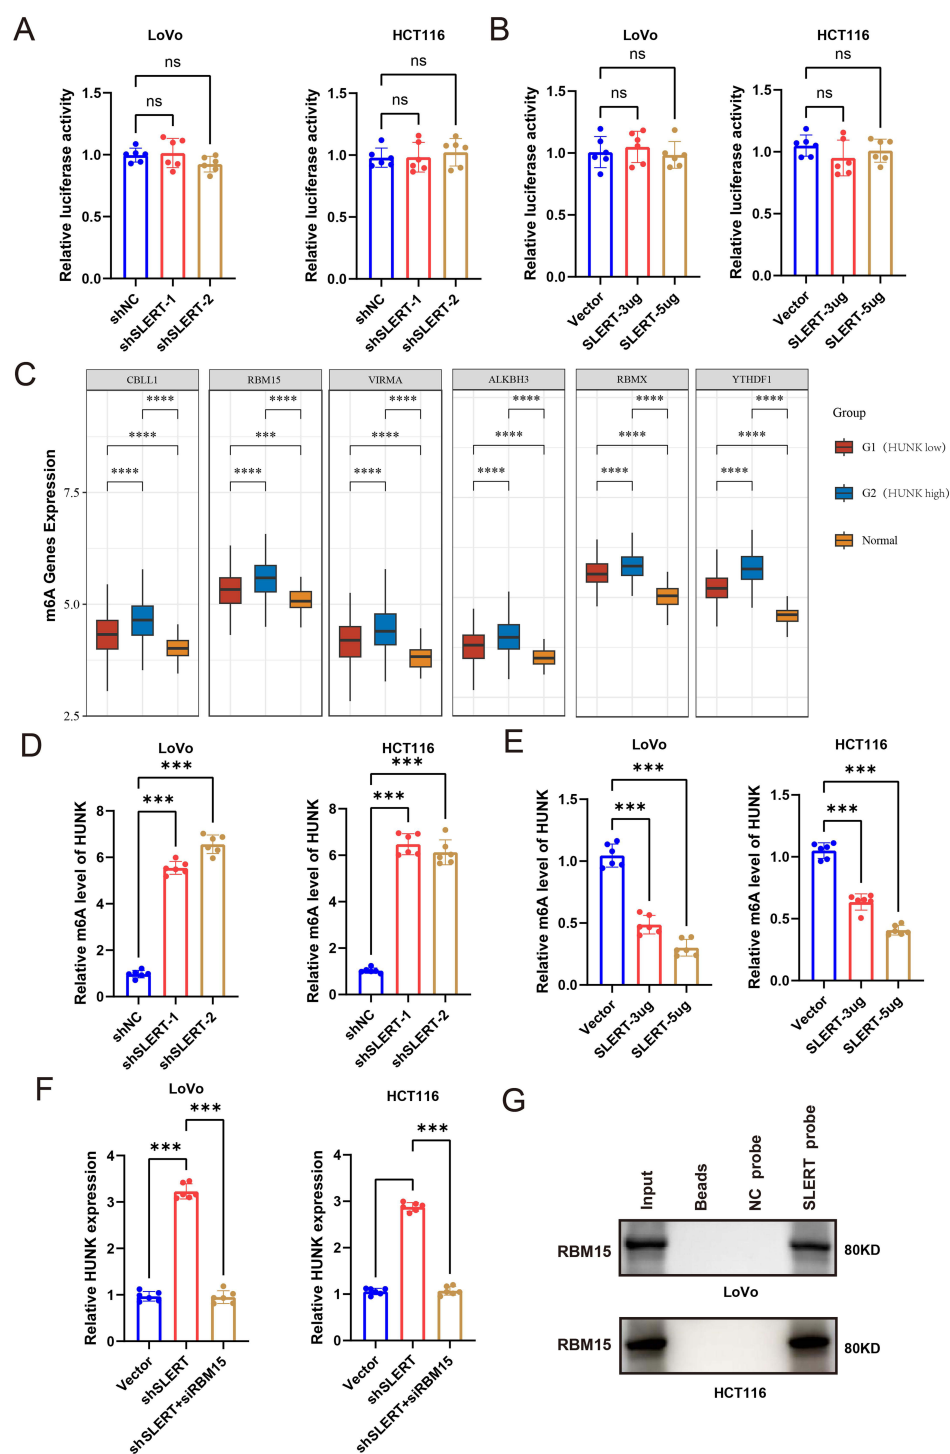 A
LoVo
ns
ns
Relative luciferase activity
1.5
1.0
0.5
0.0
shNC
shSLERT-1
shSLERT-2
HCT116
ns
ns
Relative luciferase activity
1.5
1.0
0.5
0.0
shNC
shSLERT-1
shSLERT-2
B
LoVo
ns
ns
Relative luciferase activity
1.5
1.0
0.5
0.0
Vector
SLERT-3ug
SLERT-5ug
HCT116
ns
ns
Relative luciferase activity
1.5
1.0
0.5
0.0
Vector
SLERT-3ug
SLERT-5ug
C
CBLL1
RBM15
VIRMA
ALKBH3
RBMX
YTHDF1
**** **** **** **** **** ****
**** *** **** **** **** ****
**** **** **** **** **** ****
m6A Genes Expression
7.5
5.0
2.5
Group
G1（HUNK low）
G2（HUNK high）
Normal
D
LoVo
***
***
Relative m6A level of HUNK
8
6
4
2
0
shNC
shSLERT-1
shSLERT-2
HCT116
***
***
Relative m6A level of HUNK
8
6
4
2
0
shNC
shSLERT-1
shSLERT-2
E
LoVo
***
***
Relative m6A level of HUNK
1.5
1.0
0.5
0.0
Vector
SLERT-3ug
SLERT-5ug
HCT116
***
***
Relative m6A level of HUNK
1.5
1.0
0.5
0.0
Vector
SLERT-3ug
SLERT-5ug
F
LoVo
***
***
Relative HUNK expression
4
3
2
1
0
Vector
shSLERT
shSLERT+siRBM15
HCT116
***
Relative HUNK expression
4
3
2
1
0
Vector
shSLERT
shSLERT+siRBM15
G
Input
Beads
NC probe
SLERT probe
RBM15
80KD
LoVo
RBM15
80KD
HCT116